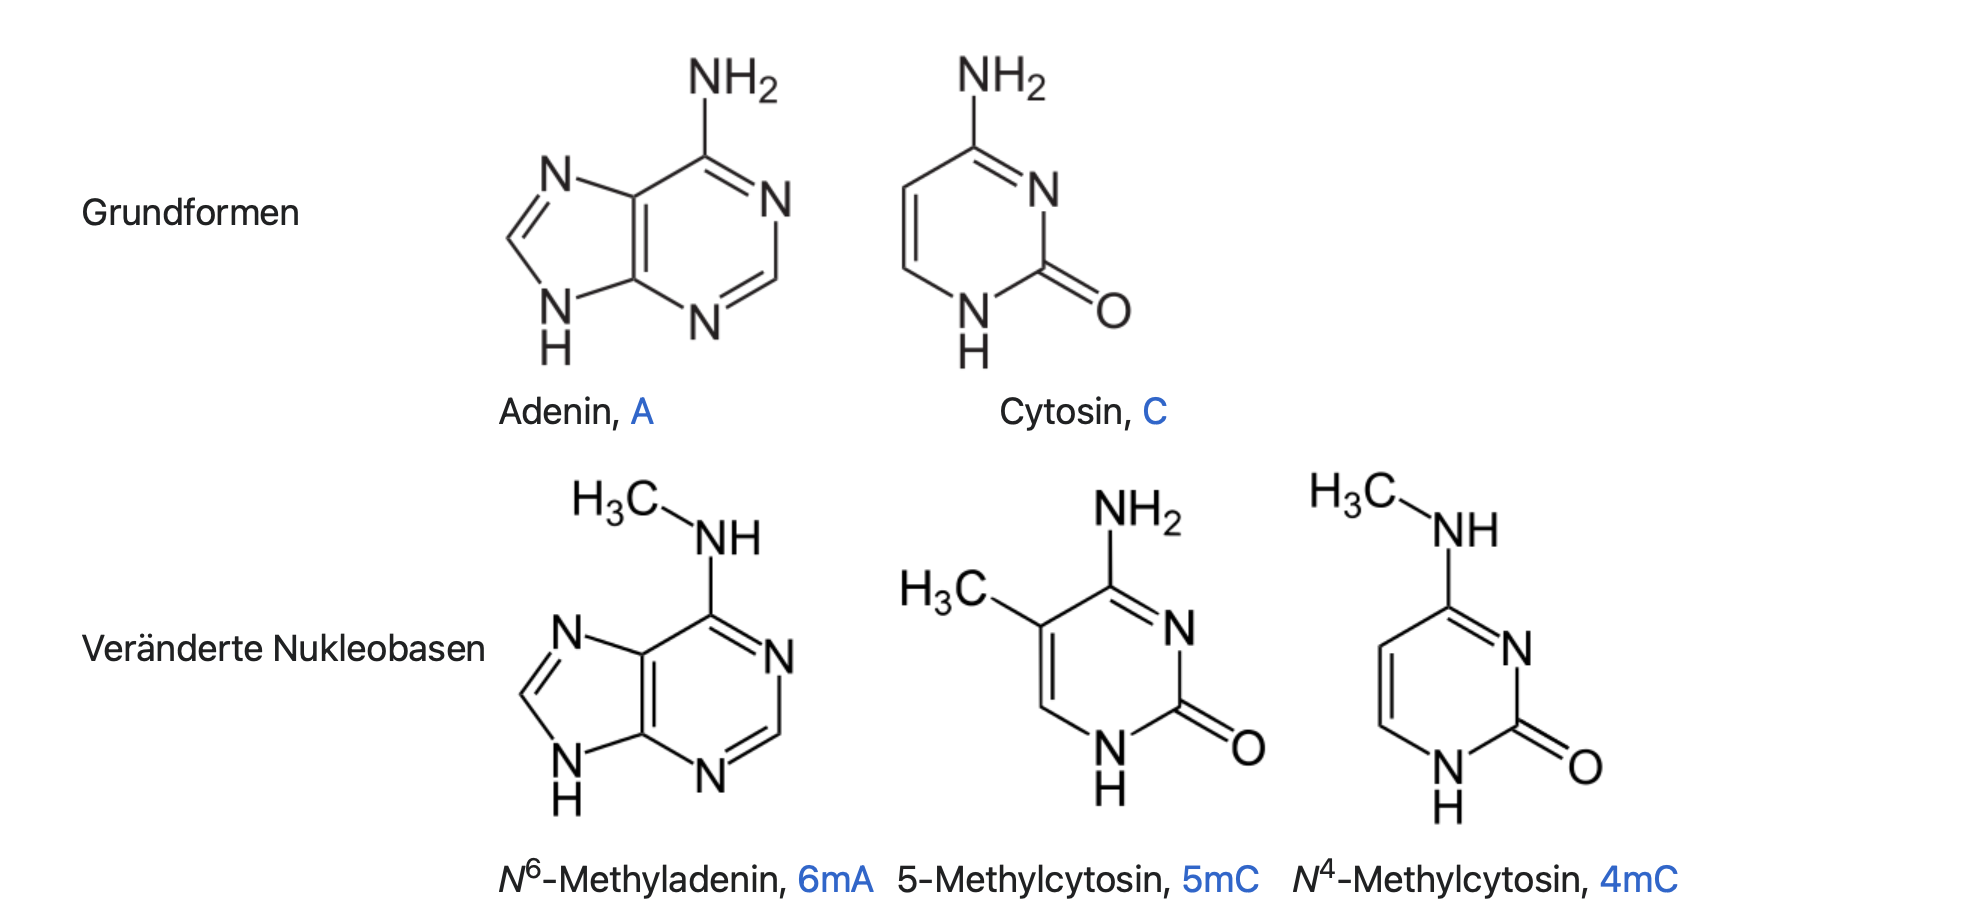 NH₂
NH₂
N
N
N
Grundformen
N
H
N
N
H
O
Adenin, A
Cytosin, C
H₃C
NH
NH₂
H₃C
NH
H₃C
N
N
N
N
Veränderte Nukleobasen
N
H
N
N
H
O
N
H
O
N⁶-Methyladenin, 6mA
5-Methylcytosin, 5mC
N⁴-Methylcytosin, 4mC